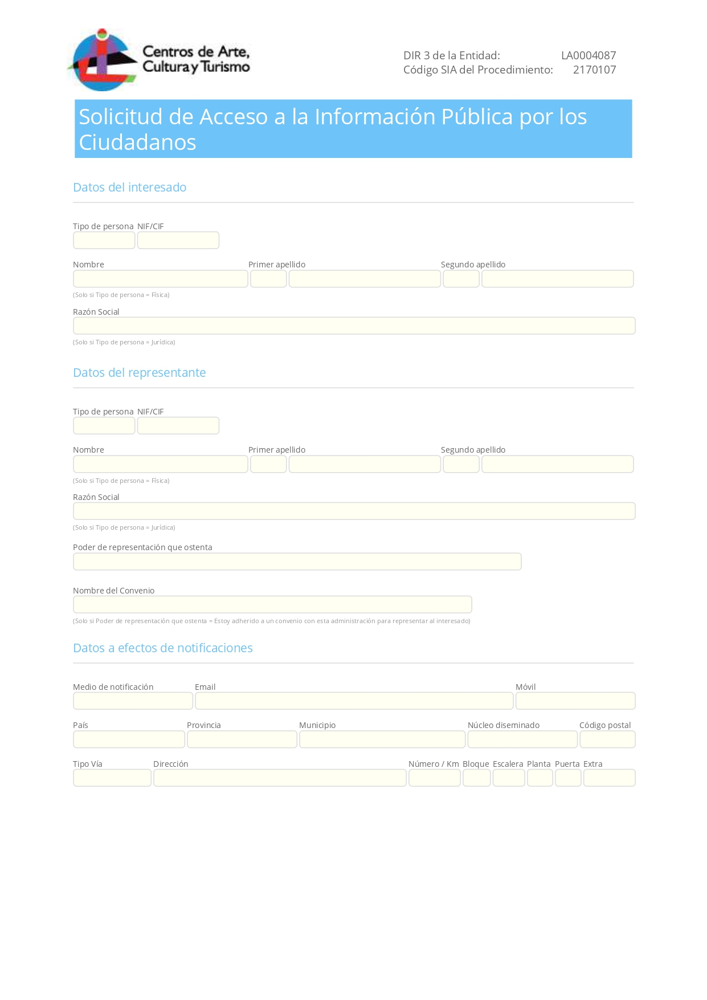 Centros de Arte,
Cultura y Turismo
DIR 3 de la Entidad: LA0004087
Código SIA del Procedimiento: 2170107
Solicitud de Acceso a la Información Pública por los
Ciudadanos
Datos del interesado
Tipo de persona NIF/CIF
Nombre Primer apellido Segundo apellido
(Solo si Tipo de persona = Física)
Razón Social
(Solo si Tipo de persona = Jurídica)
Datos del representante
Tipo de persona NIF/CIF
Nombre Primer apellido Segundo apellido
(Solo si Tipo de persona = Física)
Razón Social
(Solo si Tipo de persona = Jurídica)
Poder de representación que ostenta
Nombre del Convenio
(Solo si Poder de representación que ostenta = Estoy adherido a un convenio con esta administración para representar al interesado)
Datos a efectos de notificaciones
Medio de notificación Email Móvil
País Provincia Municipio Núcleo diseminado Código postal
Tipo Vía Dirección Número / Km Bloque Escalera Planta Puerta Extra